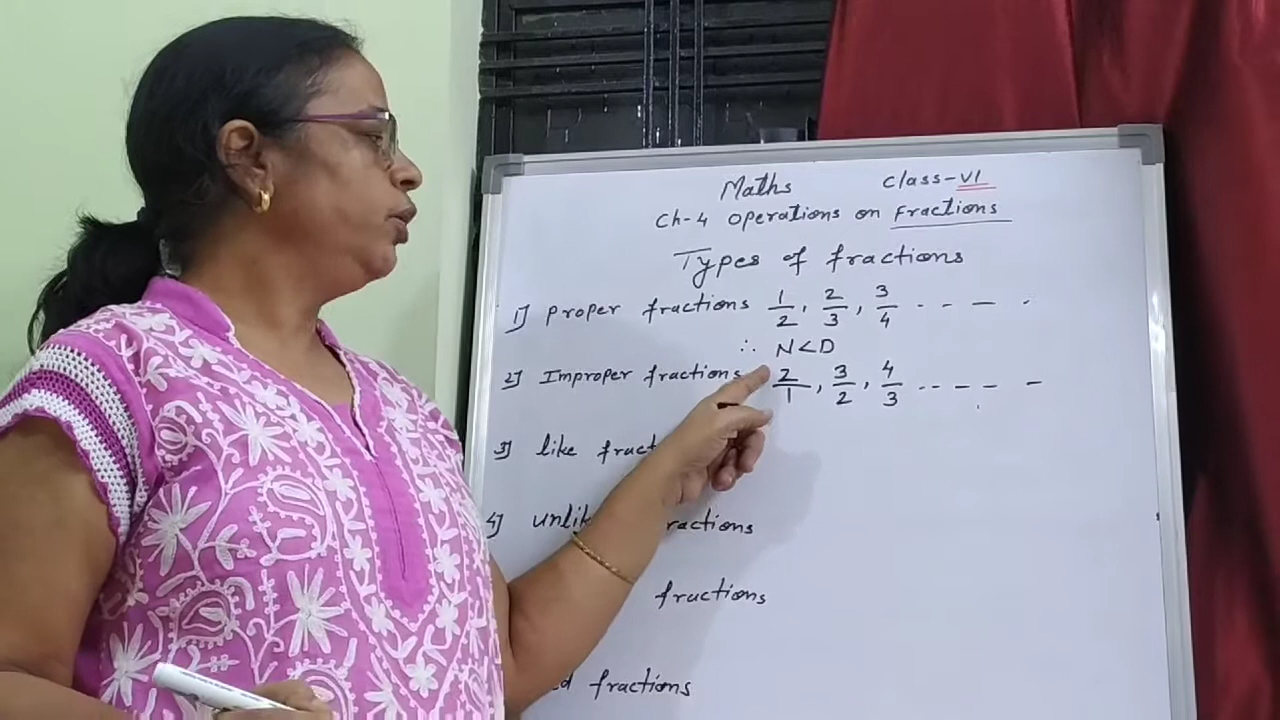 Maths Class-VI
Ch-4 Operations on Fractions
Types of fractions
1] Proper fractions 1/2, 2/3, 3/4 - - — -
∴ N<D
2] Improper fractions 2/1, 3/2, 4/3 - - — — —
3] like
4] fractions
fractions
fractions